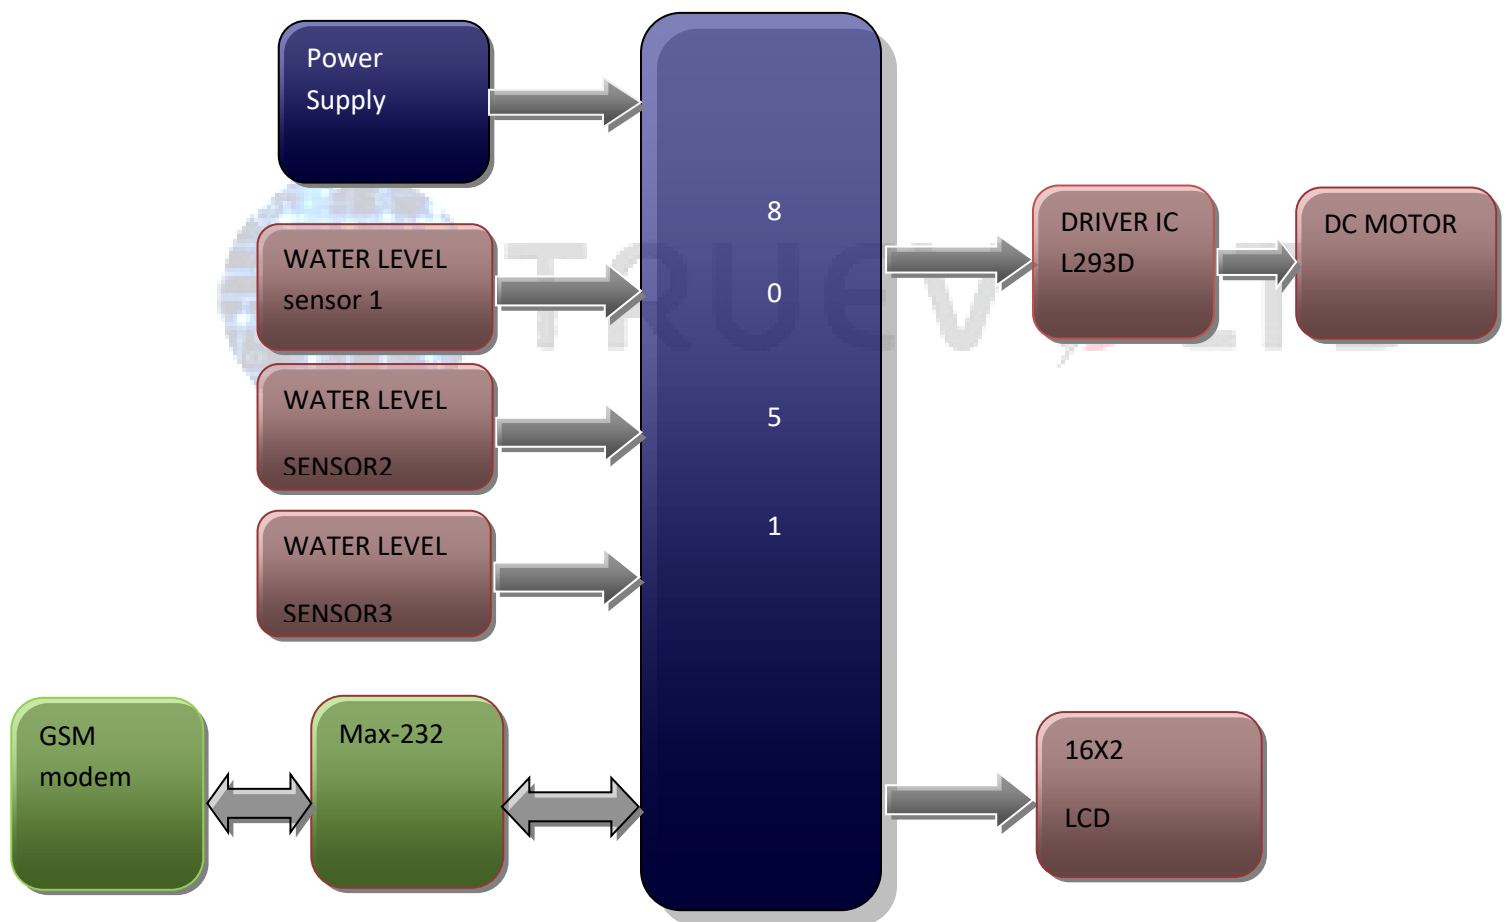 Power
Supply
WATER LEVEL
sensor 1
WATER LEVEL
SENSOR2
WATER LEVEL
SENSOR3
GSM
modem
Max-232
8
0
5
1
DRIVER IC
L293D
DC MOTOR
16X2
LCD